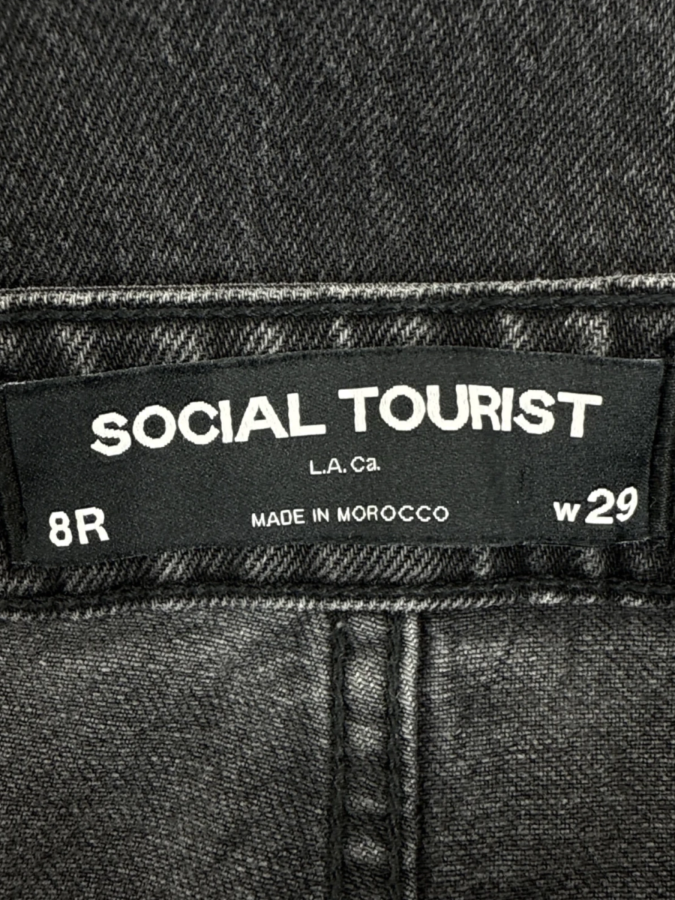 SOCIAL TOURIST
L.A. Ca.
8R MADE IN MOROCCO W29